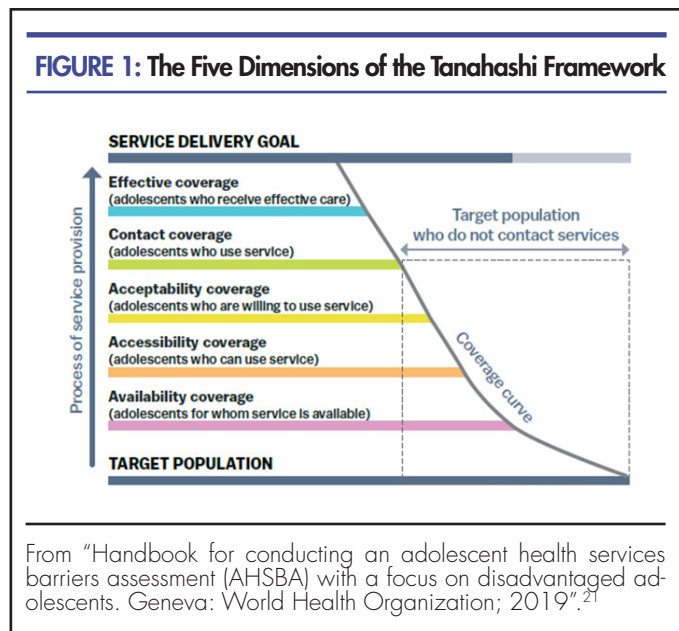 FIGURE 1: The Five Dimensions of the Tanahashi Framework
SERVICE DELIVERY GOAL
Process of service provision
Effective coverage
(adolescents who receive effective care)
Contact coverage
(adolescents who use service)
Acceptability coverage
(adolescents who are willing to use service)
Accessibility coverage
(adolescents who can use service)
Availability coverage
(adolescents for whom service is available)
TARGET POPULATION
Target population
who do not contact services
Coverage curve
From "Handbook for conducting an adolescent health services
barriers assessment (AHSBA) with a focus on disadvantaged ad-
olescents. Geneva: World Health Organization; 2019".21